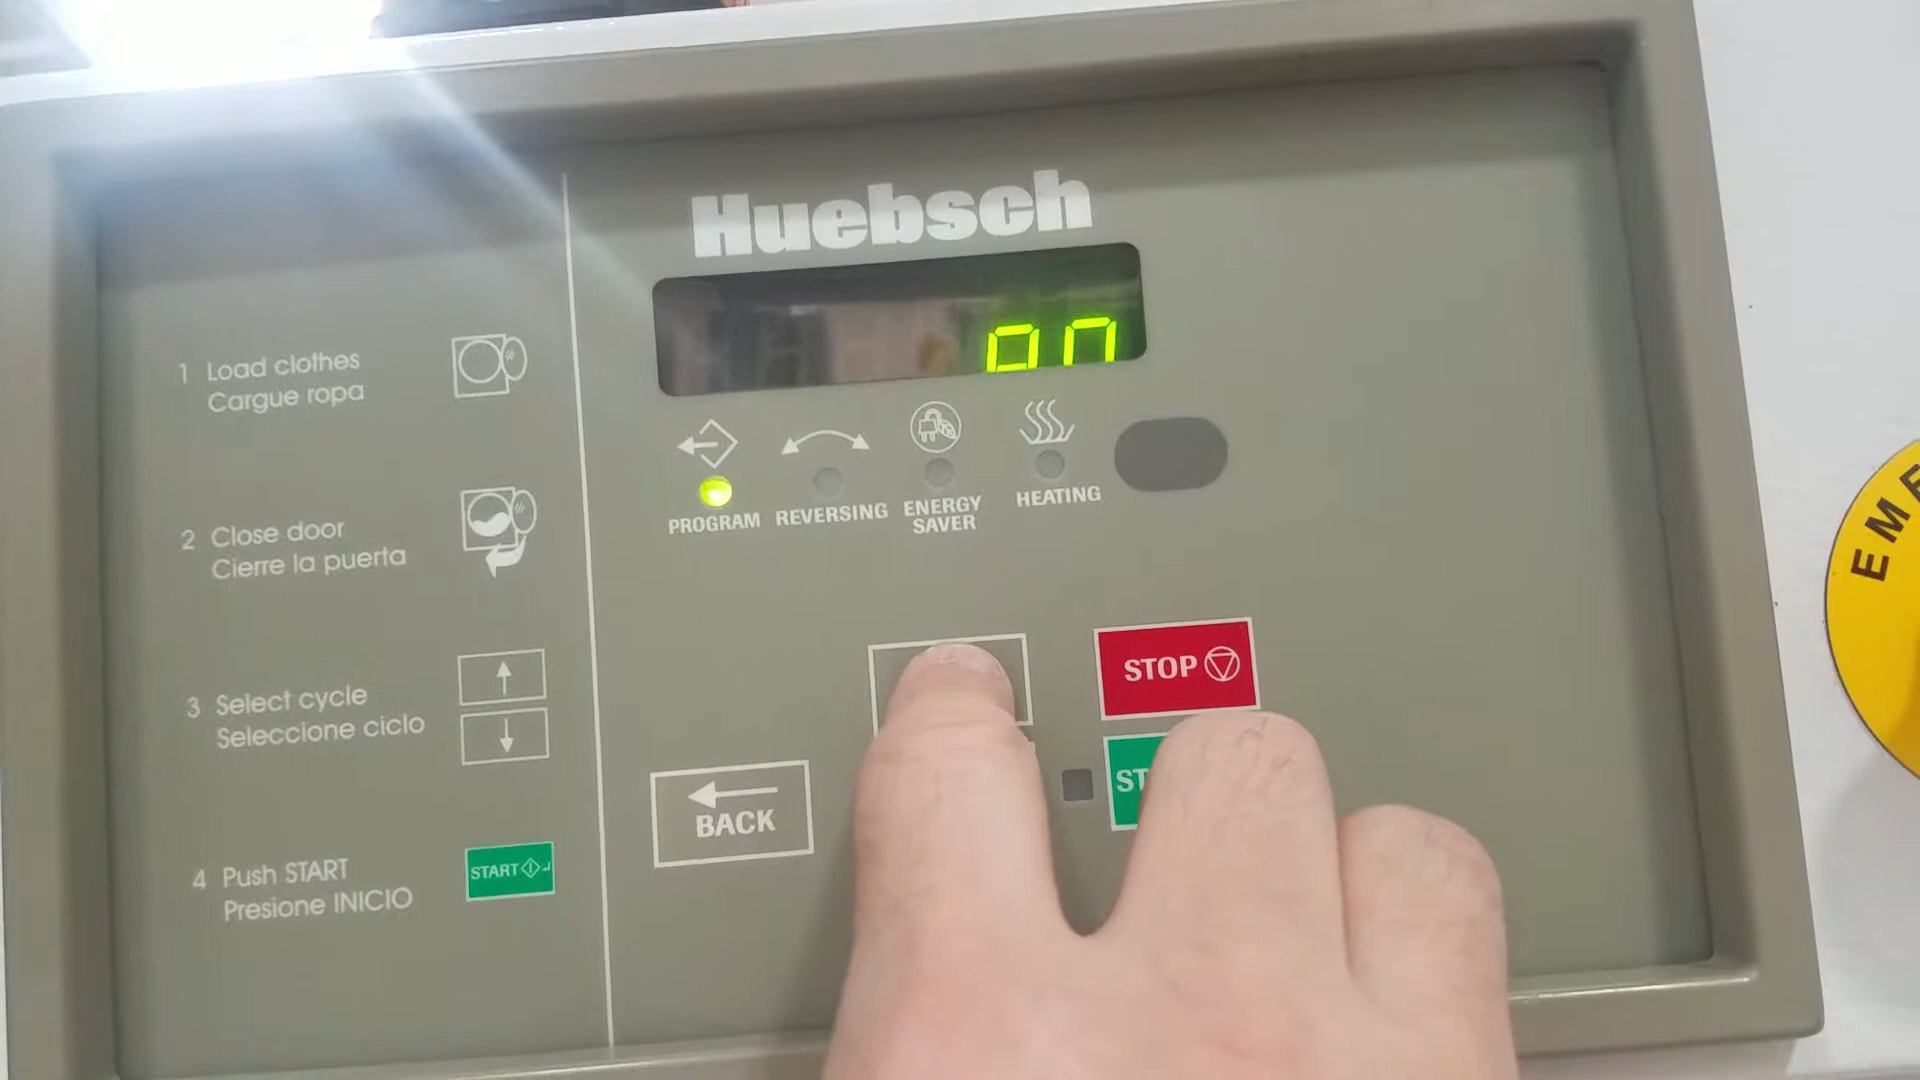 Huebsch
1 Load clothes
Cargue ropa
PROGRAM
REVERSING
ENERGY
SAVER
HEATING
2 Close door
Cierre la puerta
3 Select cycle
Seleccione ciclo
STOP
BACK
4 Push START
Presione INICIO
START